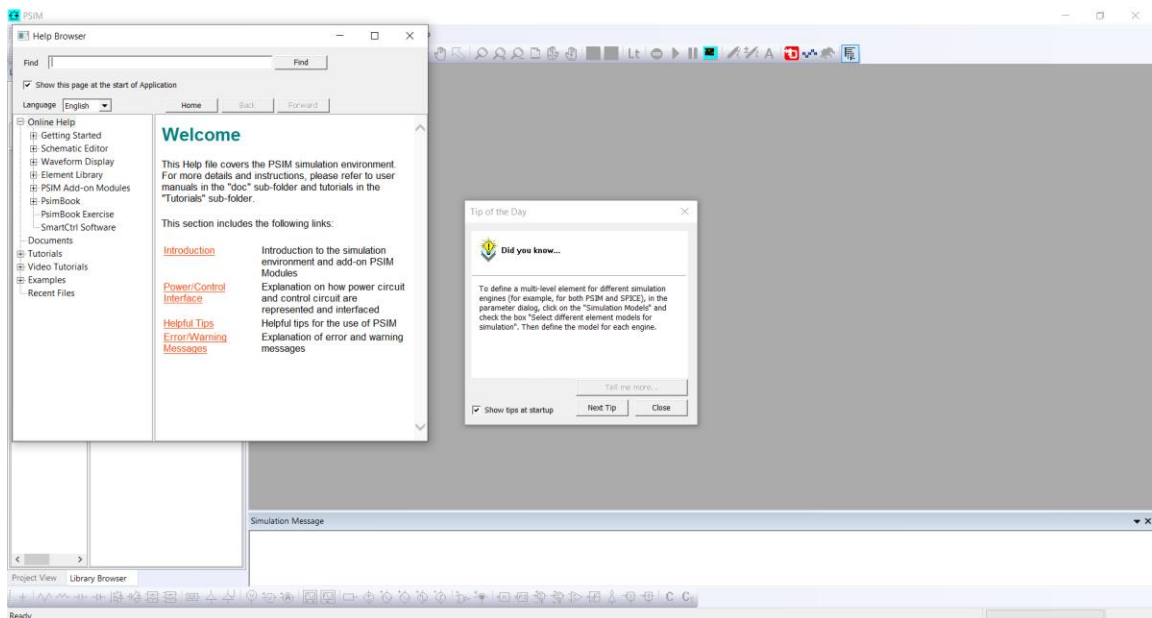 PSIM
Help Browser
Find
Find
Show this page at the start of Application
Language English
Home Back Forward
Online Help
Getting Started
Schematic Editor
Waveform Display
Element Library
PSIM Add-on Modules
PsimBook
PsimBook Exercise
SmartCtrl Software
Documents
Tutorials
Video Tutorials
Examples
Recent Files
Welcome
This Help file covers the PSIM simulation environment.
For more details and instructions, please refer to user
manuals in the "doc" sub-folder and tutorials in the
"Tutorials" sub-folder.
This section includes the following links:
Introduction Introduction to the simulation
environment and add-on PSIM
Modules
Power/Control Explanation on how power circuit
Interface and control circuit are
represented and interfaced
Helpful Tips Helpful tips for the use of PSIM
Error/Warning Explanation of error and warning
Messages messages
Lt
A
Tip of the Day
Did you know...
To define a multi-level element for different simulation
engines (for example, for both PSIM and SPICE), in the
parameter dialog, click on the "Simulation Models" and
check the box "Select different element models for
simulation". Then define the model for each engine.
Tell me more...
Show tips at startup Next Tip Close
Simulation Message
Project View Library Browser
C C
Ready